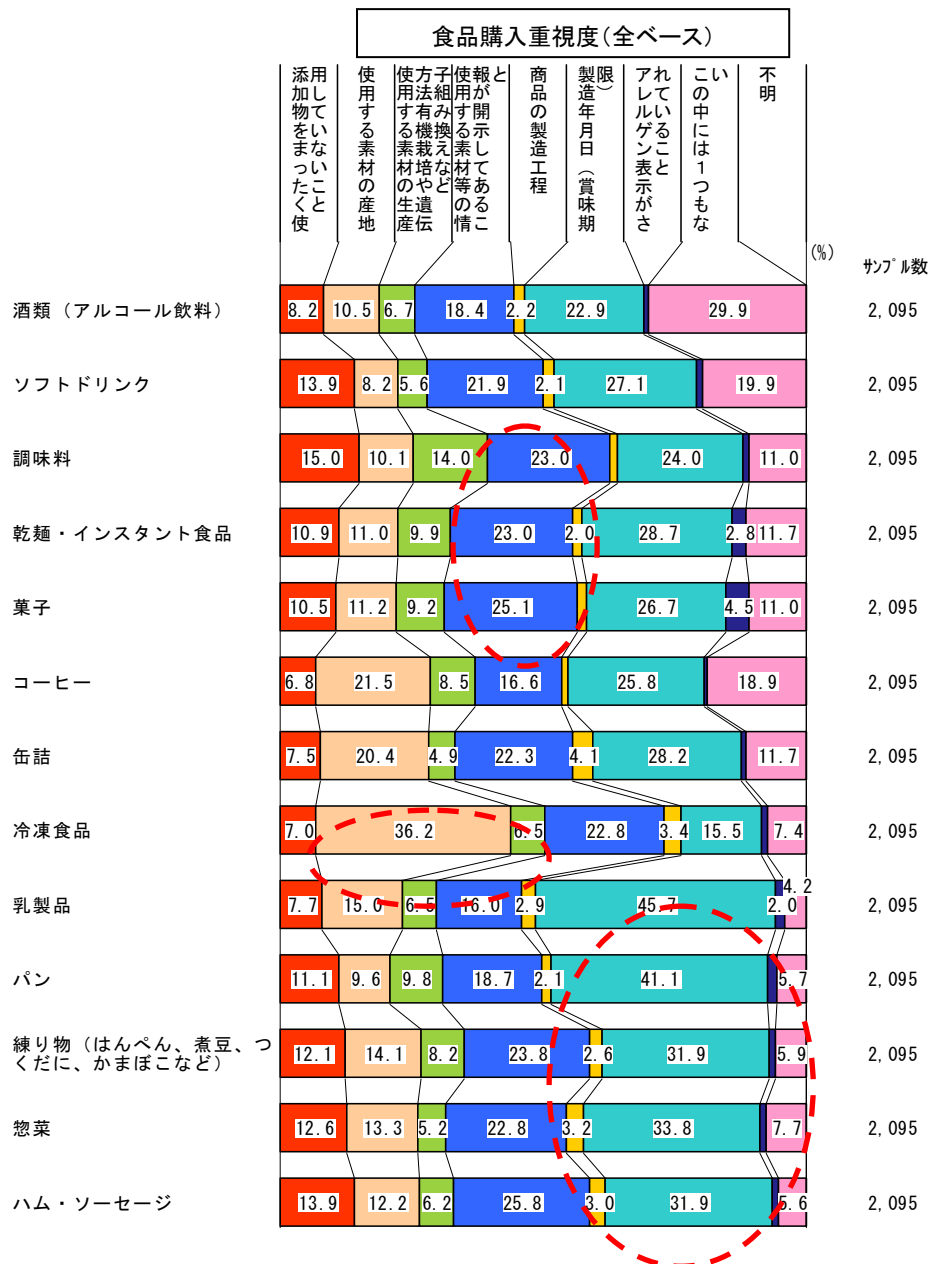 食品購入重視度(全ベース)
添加物をまったく使
用していないこと
使用する素材の産地
使用する素材の生産
方法有機栽培や遺伝
子組み換えなど
使用する素材等の情
報が開示してあるこ
と
商品の製造工程
製造年月日（賞味期
限）
アレルゲン表示がさ
れていること
この中には１つもな
い
不明
(%)
ｻﾝﾌﾟﾙ数
酒類（アルコール飲料）
8.2 10.5 6.7 18.4 2.2 22.9 29.9
2,095
ソフトドリンク
13.9 8.2 5.6 21.9 2.1 27.1 19.9
2,095
調味料
15.0 10.1 14.0 23.0 24.0 11.0
2,095
乾麺・インスタント食品
10.9 11.0 9.9 23.0 2.0 28.7 2.8 11.7
2,095
菓子
10.5 11.2 9.2 25.1 26.7 4.5 11.0
2,095
コーヒー
6.8 21.5 8.5 16.6 25.8 18.9
2,095
缶詰
7.5 20.4 4.9 22.3 4.1 28.2 11.7
2,095
冷凍食品
7.0 36.2 6.5 22.8 3.4 15.5 7.4
2,095
乳製品
7.7 15.0 6.5 16.0 2.9 45.7 2.0 4.2
2,095
パン
11.1 9.6 9.8 18.7 2.1 41.1 5.7
2,095
練り物（はんぺん、煮豆、つ
くだに、かまぼこなど）
12.1 14.1 8.2 23.8 2.6 31.9 5.9
2,095
惣菜
12.6 13.3 5.2 22.8 3.2 33.8 7.7
2,095
ハム・ソーセージ
13.9 12.2 6.2 25.8 3.0 31.9 5.6
2,095